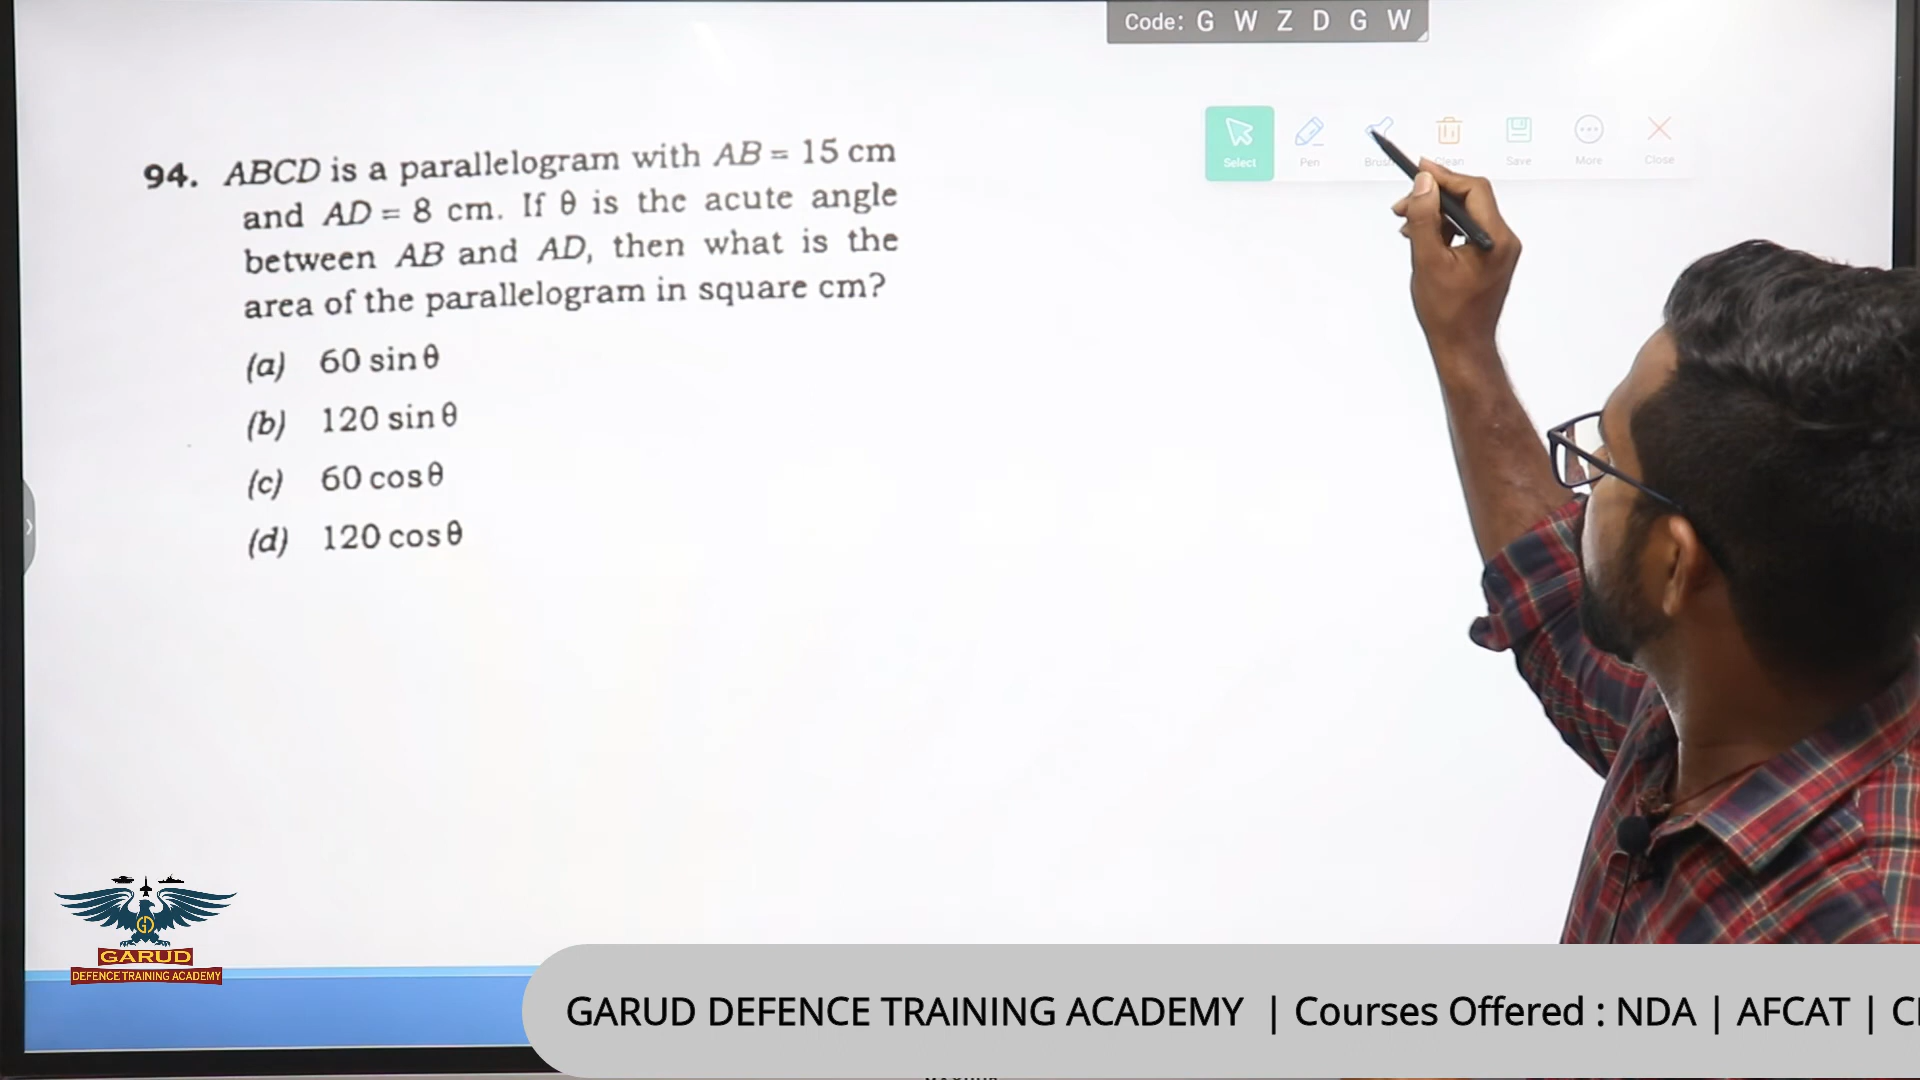 Code: G W Z D G W
Select Pen Brush Clean Save More Close
94. ABCD is a parallelogram with AB = 15 cm
and AD = 8 cm. If θ is the acute angle
between AB and AD, then what is the
area of the parallelogram in square cm?
(a) 60 sin θ
(b) 120 sin θ
(c) 60 cos θ
(d) 120 cos θ
GARUD
DEFENCE TRAINING ACADEMY
GARUD DEFENCE TRAINING ACADEMY | Courses Offered : NDA | AFCAT |